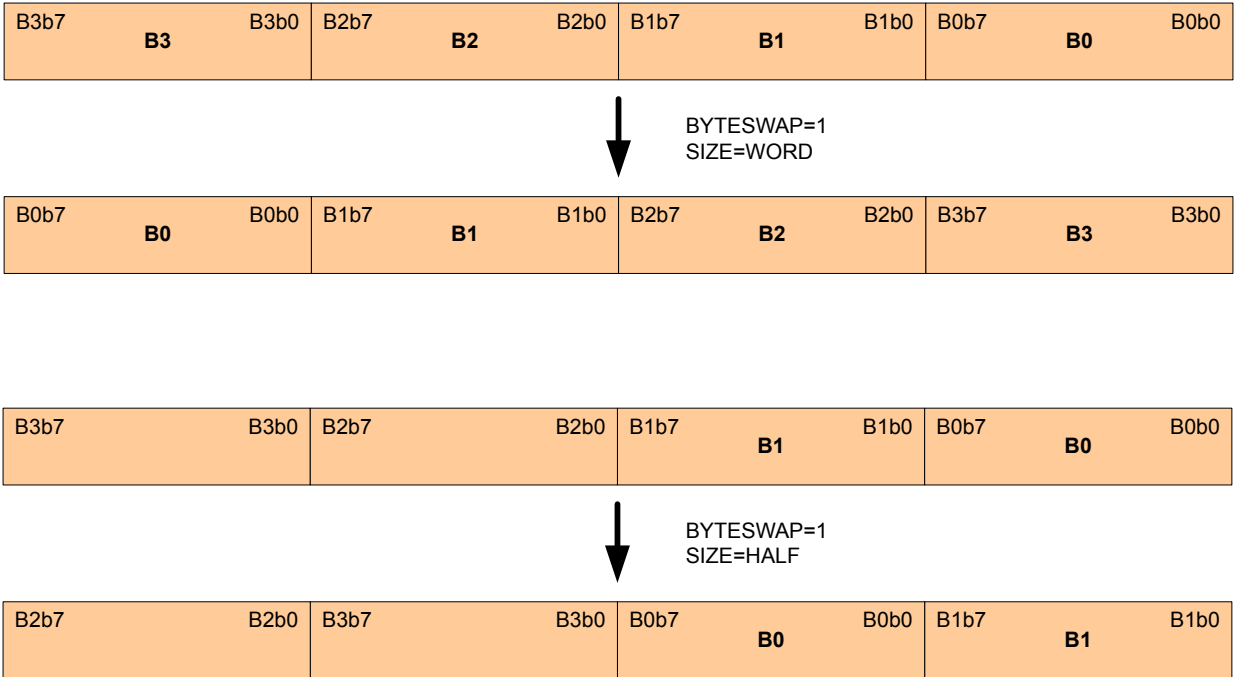 B3b7 B3 B3b0 B2b7 B2 B2b0 B1b7 B1 B1b0 B0b7 B0 B0b0
BYTESWAP=1
SIZE=WORD
B0b7 B0 B0b0 B1b7 B1 B1b0 B2b7 B2 B2b0 B3b7 B3 B3b0
B3b7 B3b0 B2b7 B2b0 B1b7 B1 B1b0 B0b7 B0 B0b0
BYTESWAP=1
SIZE=HALF
B2b7 B2b0 B3b7 B3b0 B0b7 B0 B0b0 B1b7 B1 B1b0